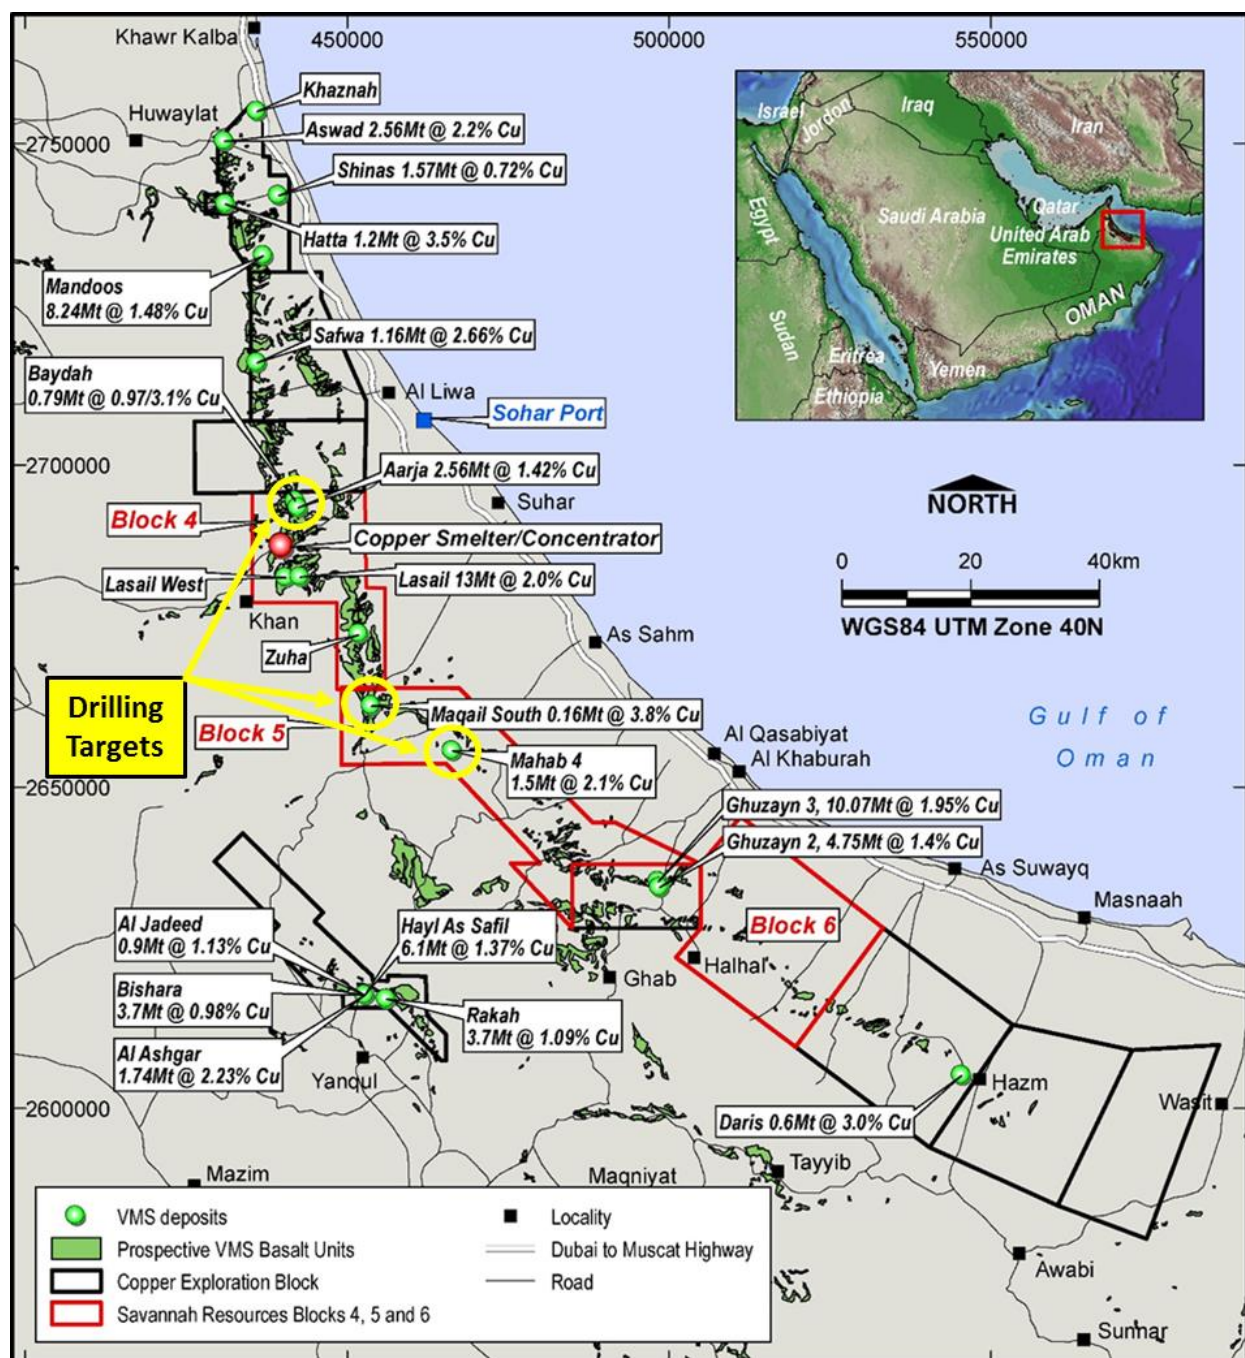 450000
500000
550000
Khawr Kalba
Khaznah
Huwaylat
Aswad 2.56Mt @ 2.2% Cu
2750000
Shinas 1.57Mt @ 0.72% Cu
Hatta 1.2Mt @ 3.5% Cu
Mandoos
8.24Mt @ 1.48% Cu
Safwa 1.16Mt @ 2.66% Cu
Baydah
0.79Mt @ 0.97/3.1% Cu
Al Liwa
Sohar Port
2700000
Aarja 2.56Mt @ 1.42% Cu
Suhar
Block 4
Copper Smelter/Concentrator
Lasail West
Lasail 13Mt @ 2.0% Cu
Khan
Zuha
As Sahm
Drilling
Targets
Block 5
Maqail South 0.16Mt @ 3.8% Cu
Mahab 4
1.5Mt @ 2.1% Cu
Al Qasabiyat
Al Khaburah
2650000
Ghuzayn 3, 10.07Mt @ 1.95% Cu
Ghuzayn 2, 4.75Mt @ 1.4% Cu
As Suwayq
Masnaah
Block 6
Al Jadeed
0.9Mt @ 1.13% Cu
Hayl As Safil
6.1Mt @ 1.37% Cu
Halhal
Ghab
Bishara
3.7Mt @ 0.98% Cu
Rakah
3.7Mt @ 1.09% Cu
Al Ashgar
1.74Mt @ 2.23% Cu
Yanqul
Hazm
Wasit
2600000
Daris 0.6Mt @ 3.0% Cu
Mazim
Maqniyat
Tayyib
Awabi
Sunnar
Gulf of
Oman
NORTH
0 20 40km
WGS84 UTM Zone 40N
Israel
Jordon
Iraq
Iran
Egypt
Saudi Arabia
Qatar
United Arab
Emirates
OMAN
Sudan
Eritrea
Ethiopia
Yemen
VMS deposits
Prospective VMS Basalt Units
Copper Exploration Block
Savannah Resources Blocks 4, 5 and 6
Locality
Dubai to Muscat Highway
Road